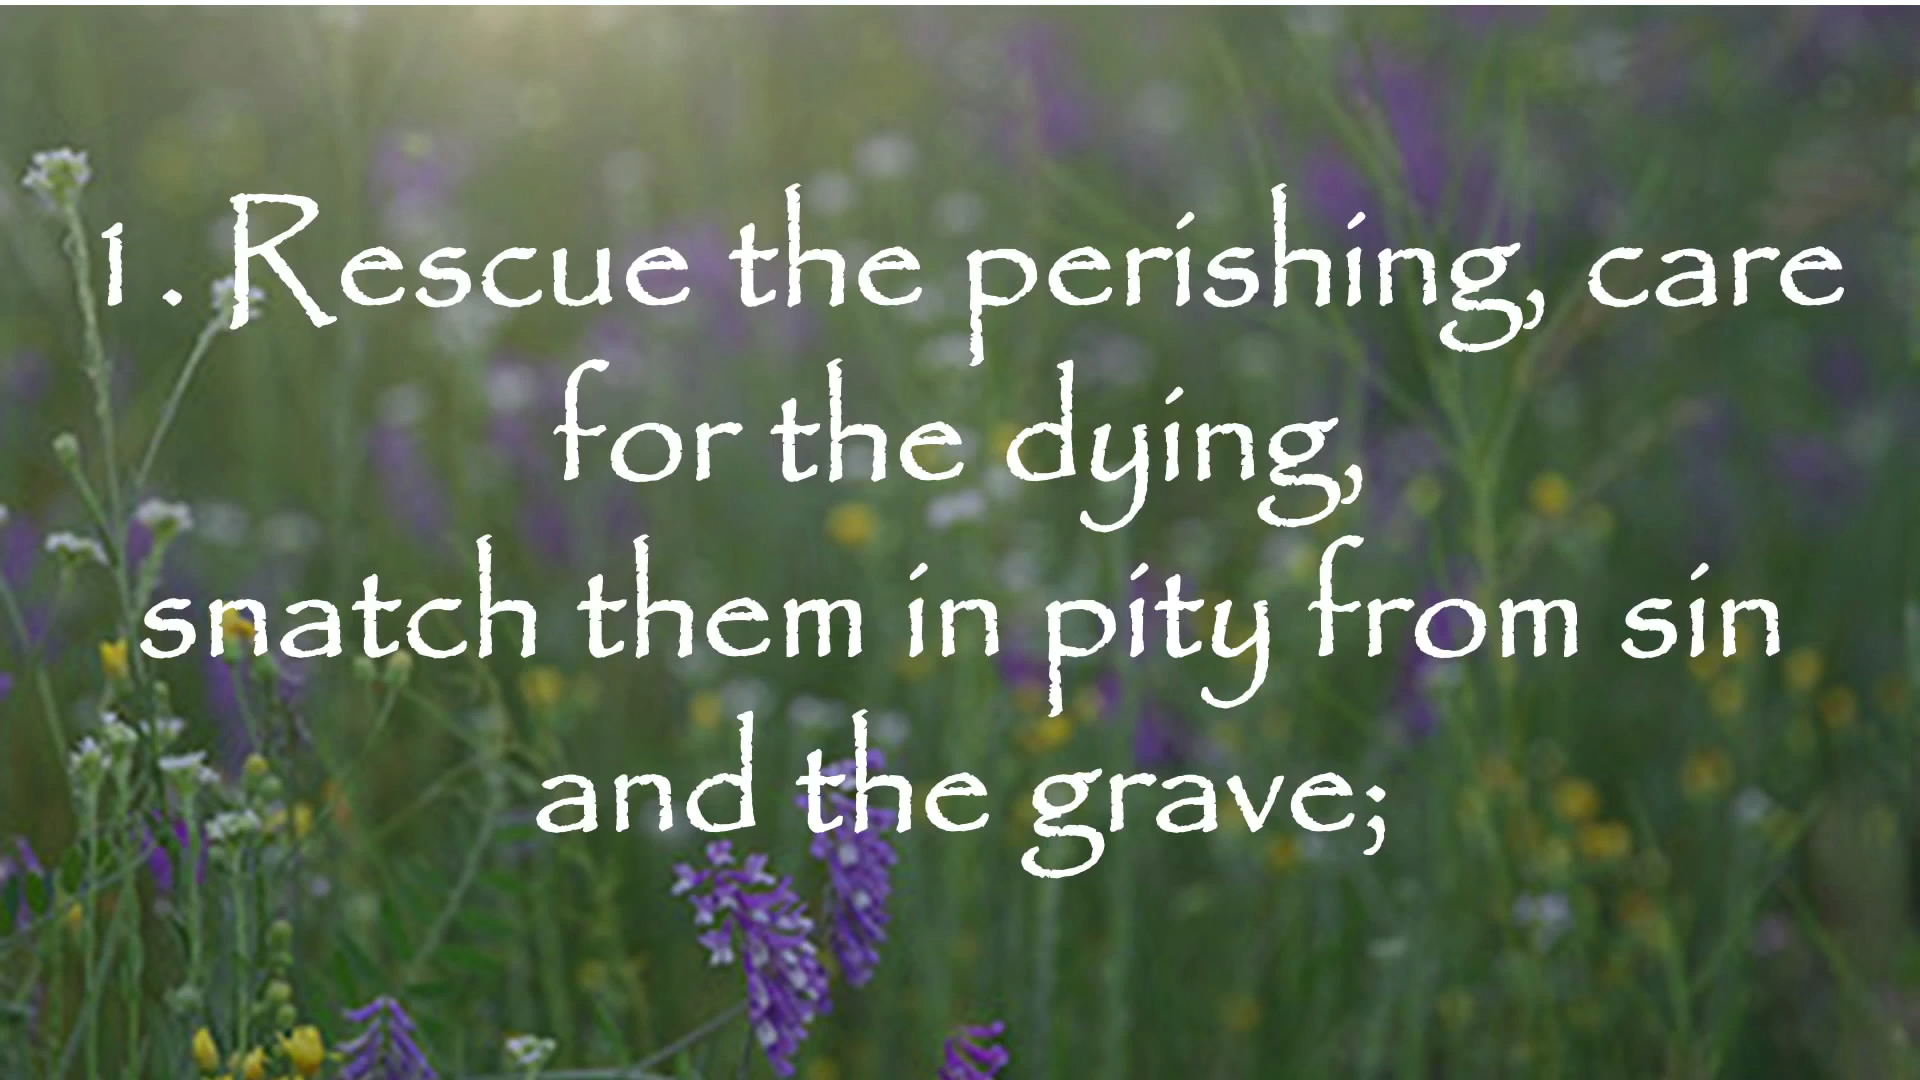 1. Rescue the perishing, care
for the dying,
snatch them in pity from sin
and the grave;